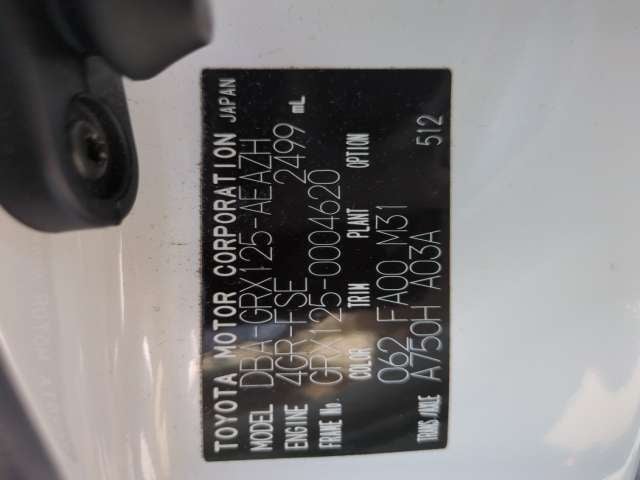 TOYOTA MOTOR CORPORATION JAPAN
MODEL DBA-GRX125-AEAZH
ENGINE 4GR-FSE 2499 mL
FRAME No. GRX125-0004620
COLOR TRIM PLANT OPTION
062 FA00 M31
TRANS./AXLE A750H A03A 512